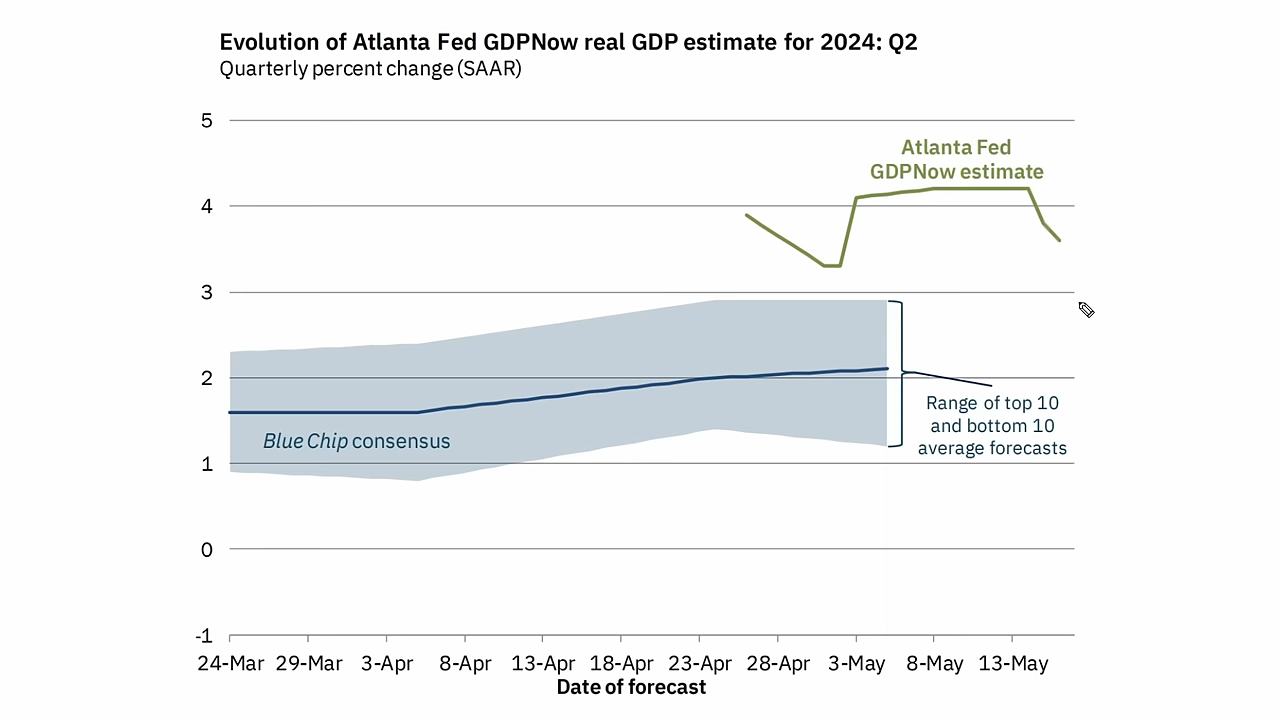 Evolution of Atlanta Fed GDPNow real GDP estimate for 2024: Q2
Quarterly percent change (SAAR)
5
4
3
2
1
0
-1
Atlanta Fed
GDPNow estimate
Blue Chip consensus
Range of top 10
and bottom 10
average forecasts
24-Mar 29-Mar 3-Apr 8-Apr 13-Apr 18-Apr 23-Apr 28-Apr 3-May 8-May 13-May
Date of forecast